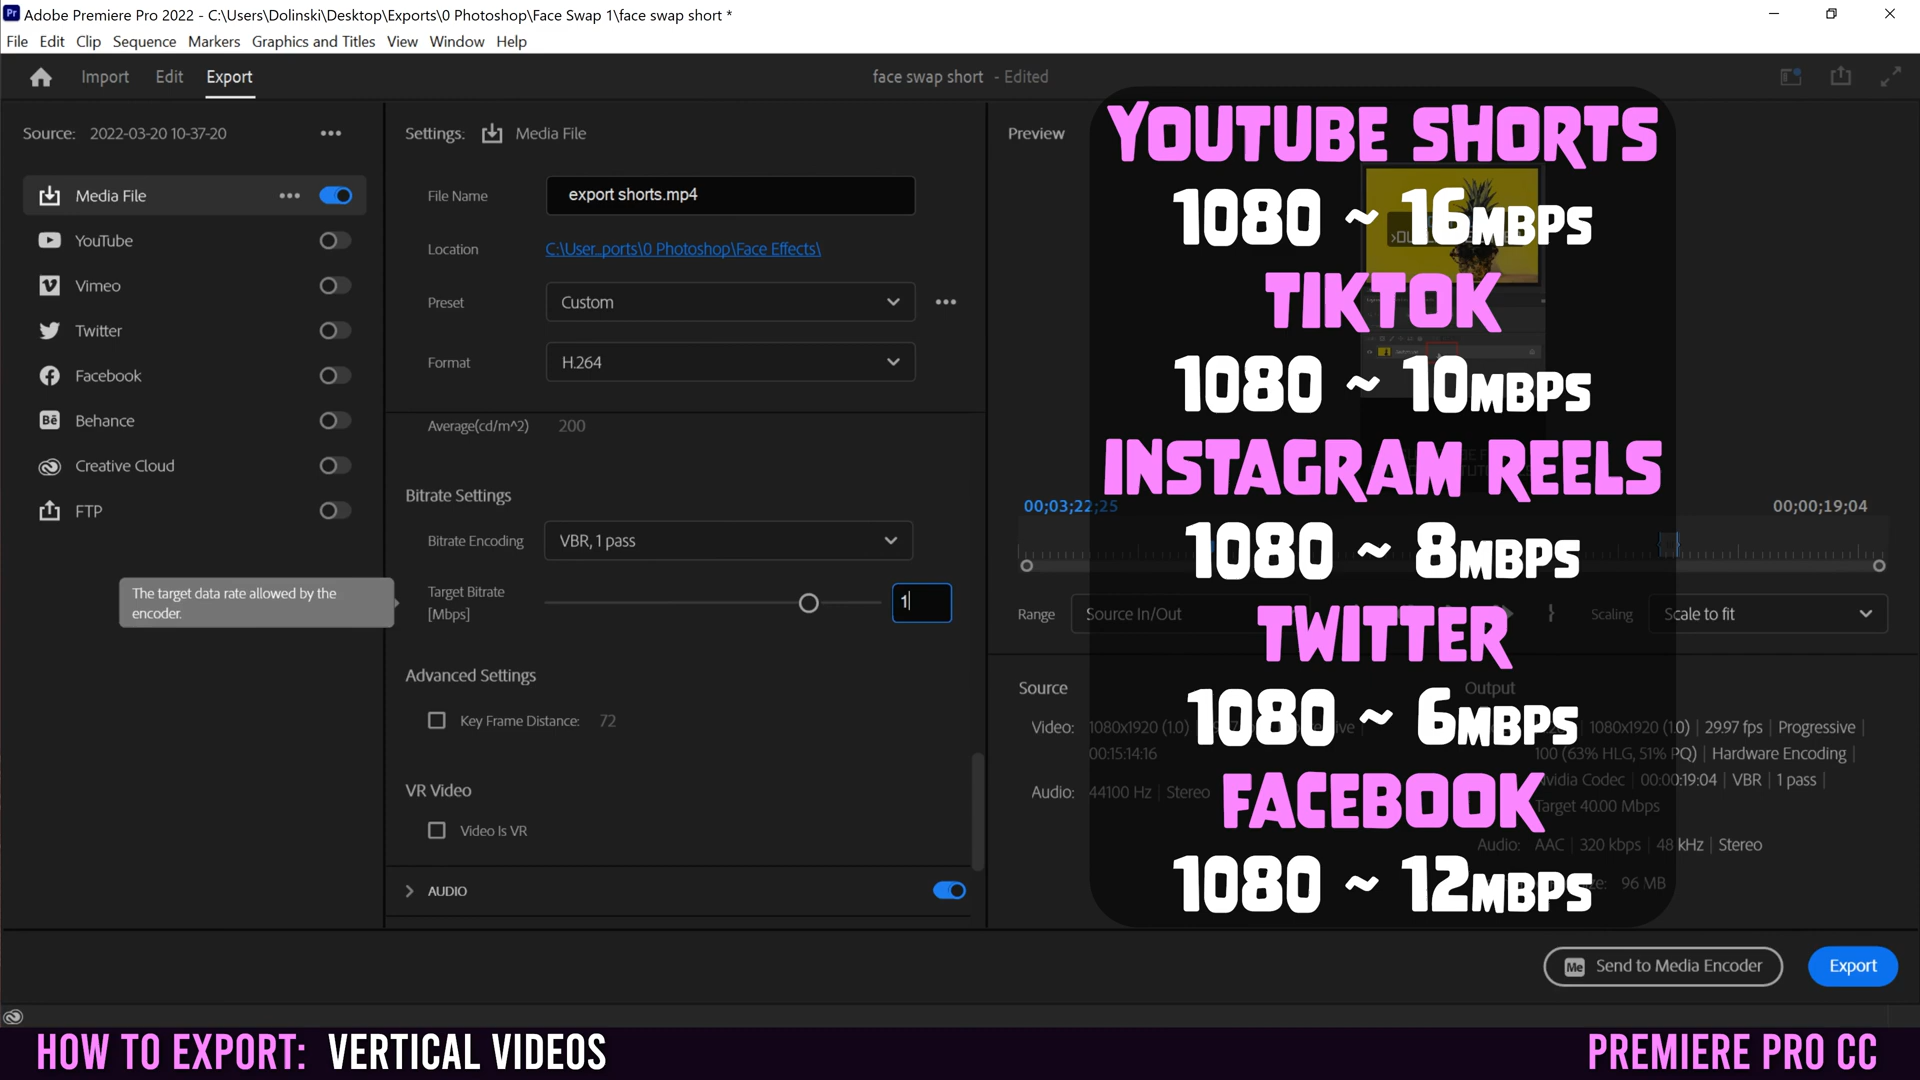 Adobe Premiere Pro 2022 - C:\Users\Dolinski\Desktop\Exports\0 Photoshop\Face Swap 1\face swap short *
File Edit Clip Sequence Markers Graphics and Titles View Window Help
Import Edit Export
face swap short - Edited
Source: 2022-03-20 10-37-20
Media File
YouTube
Vimeo
Twitter
Facebook
Behance
Creative Cloud
FTP
The target data rate allowed by the
encoder.
Settings: Media File
File Name export shorts.mp4
Location C:\User...ports\0 Photoshop\Face Effects\
Preset Custom
Format H.264
Average(cd/m^2) 200
Bitrate Settings
Bitrate Encoding VBR, 1 pass
Target Bitrate
[Mbps]
1
Advanced Settings
Key Frame Distance: 72
VR Video
Video Is VR
AUDIO
Preview
YOUTUBE SHORTS
1080 ~ 16MBPS
TIKTOK
1080 ~ 10MBPS
INSTAGRAM REELS
1080 ~ 8MBPS
TWITTER
1080 ~ 6MBPS
FACEBOOK
1080 ~ 12MBPS
00;03;22;25
00;00;19;04
Range Source In/Out
Scaling Scale to fit
Source
Video: 1080x1920 (1.0)
00:15:14:16
Audio: 44100 Hz | Stereo
Output
1080x1920 (1.0) | 29.97 fps | Progressive |
100 (63% HLG, 51% PQ) | Hardware Encoding |
Nvidia Codec | 00:00:19:04 | VBR | 1 pass |
Target 40.00 Mbps
Audio: AAC | 320 kbps | 48 kHz | Stereo
96 MB
Me Send to Media Encoder
Export
HOW TO EXPORT: VERTICAL VIDEOS
PREMIERE PRO CC